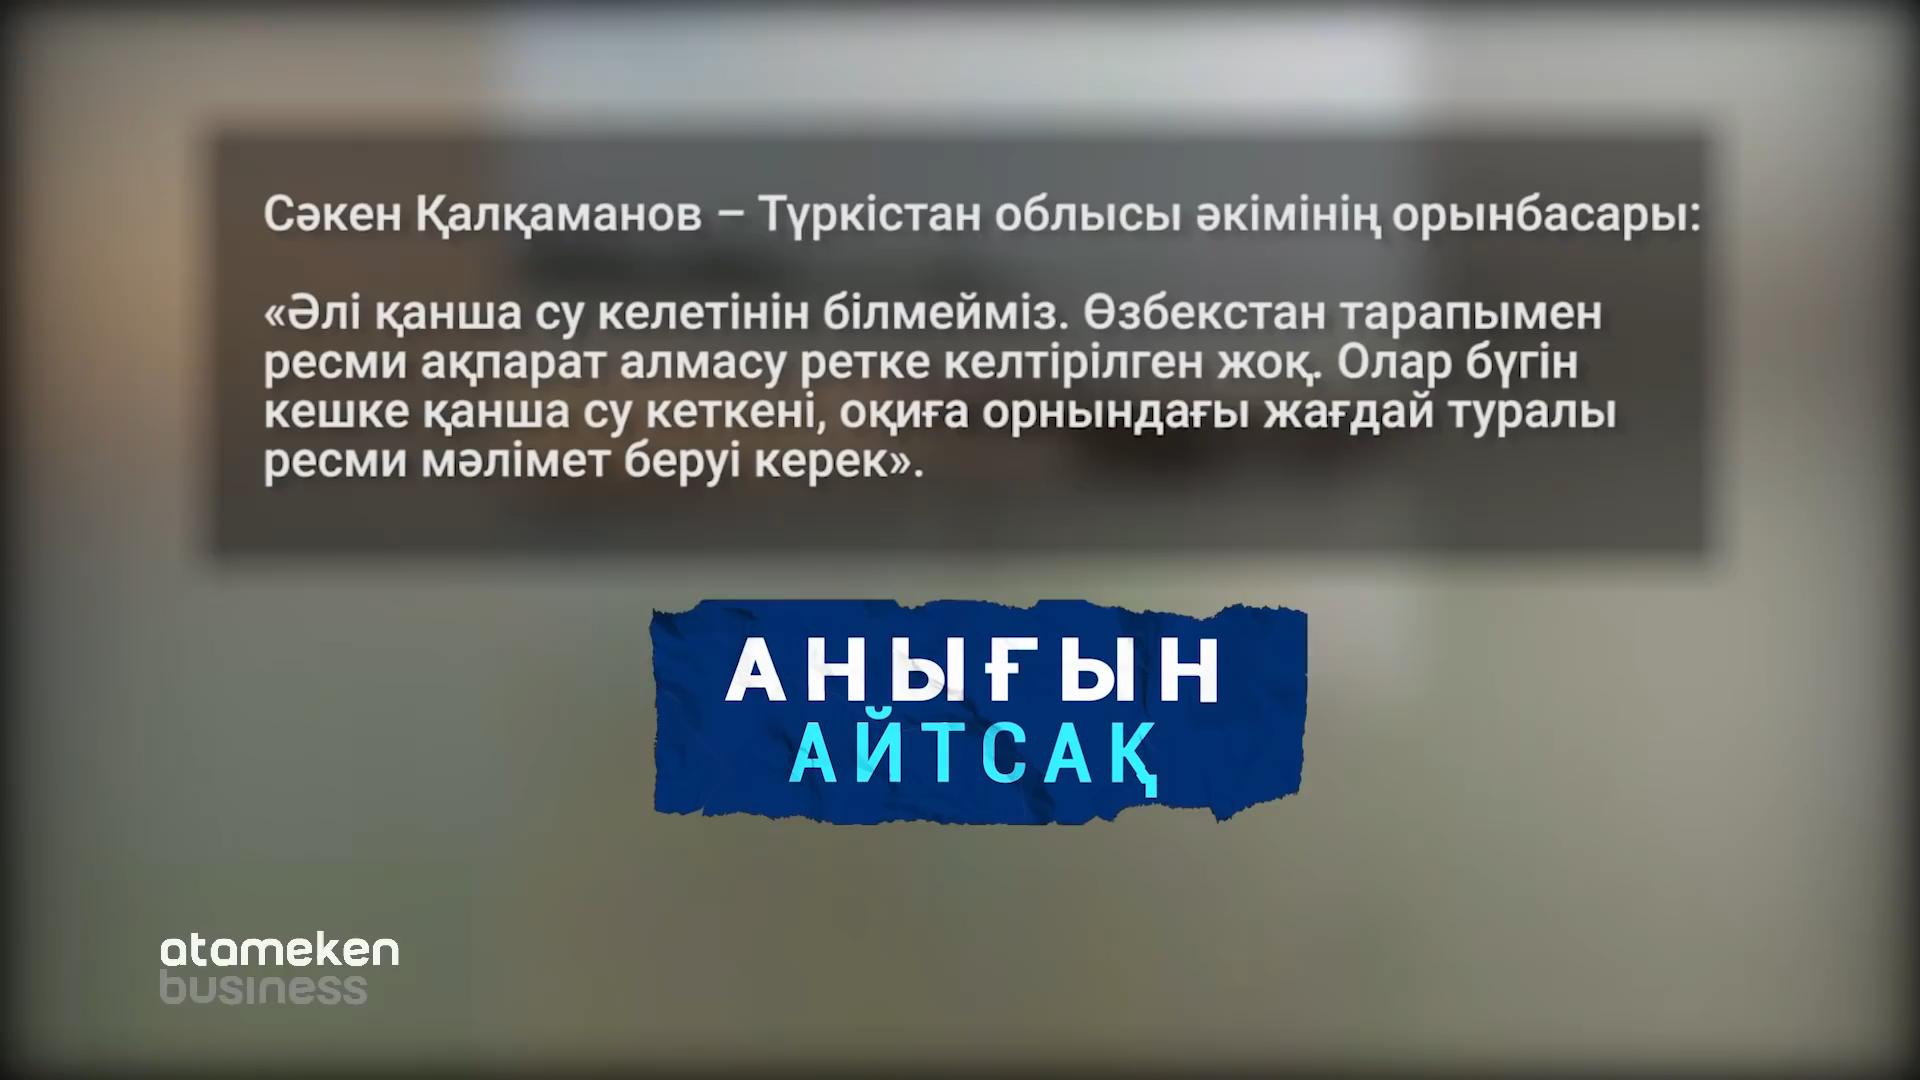 Сәкен Қалқаманов – Түркістан облысы әкімінің орынбасары:
«Әлі қанша су келетінін білмейміз. Өзбекстан тарапымен
ресми ақпарат алмасу ретке келтірілген жоқ. Олар бүгін
кешке қанша су кеткені, оқиға орнындағы жағдай туралы
ресми мәлімет беруі керек».
АНЫҒЫН
АЙТСАҚ
atameken
business